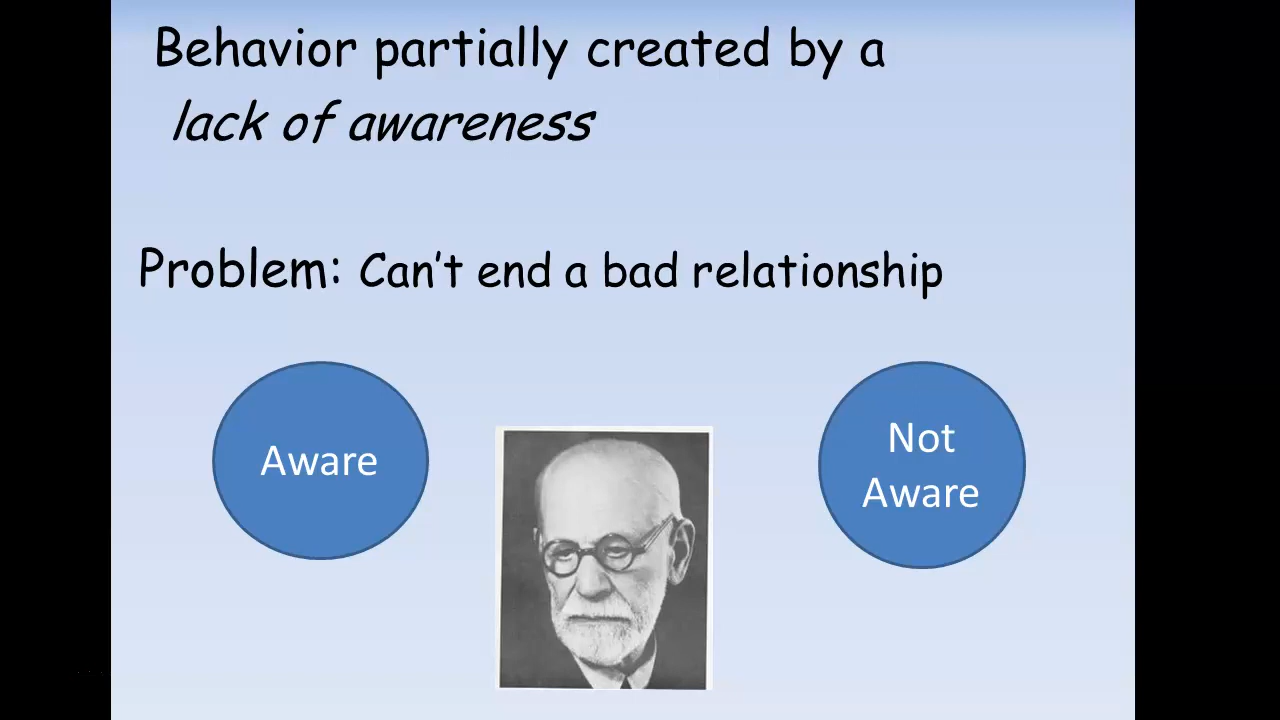 Behavior partially created by a
lack of awareness
Problem: Can't end a bad relationship
Aware
Not
Aware